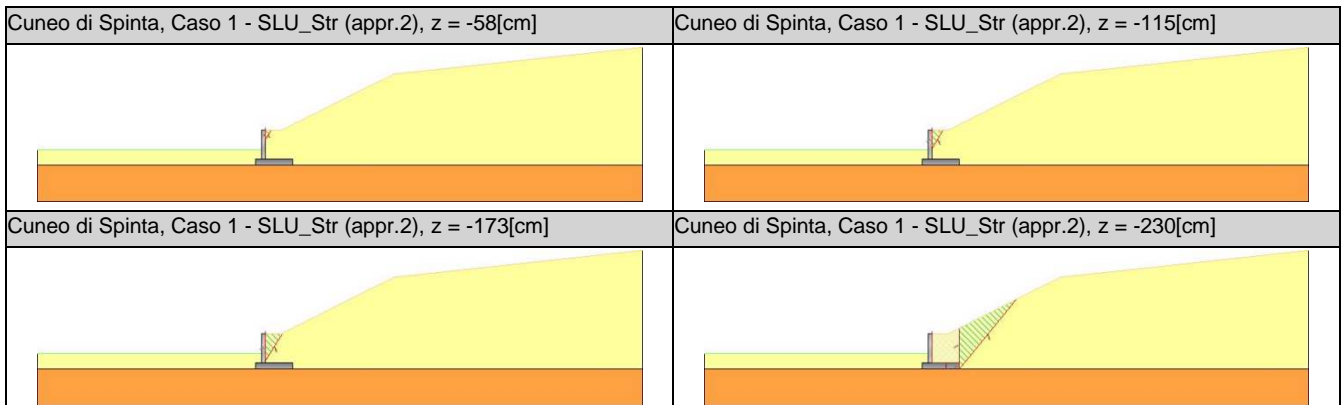 Cuneo di Spinta, Caso 1 - SLU_Str (appr.2), z = -58[cm]
Cuneo di Spinta, Caso 1 - SLU_Str (appr.2), z = -115[cm]
Cuneo di Spinta, Caso 1 - SLU_Str (appr.2), z = -173[cm]
Cuneo di Spinta, Caso 1 - SLU_Str (appr.2), z = -230[cm]